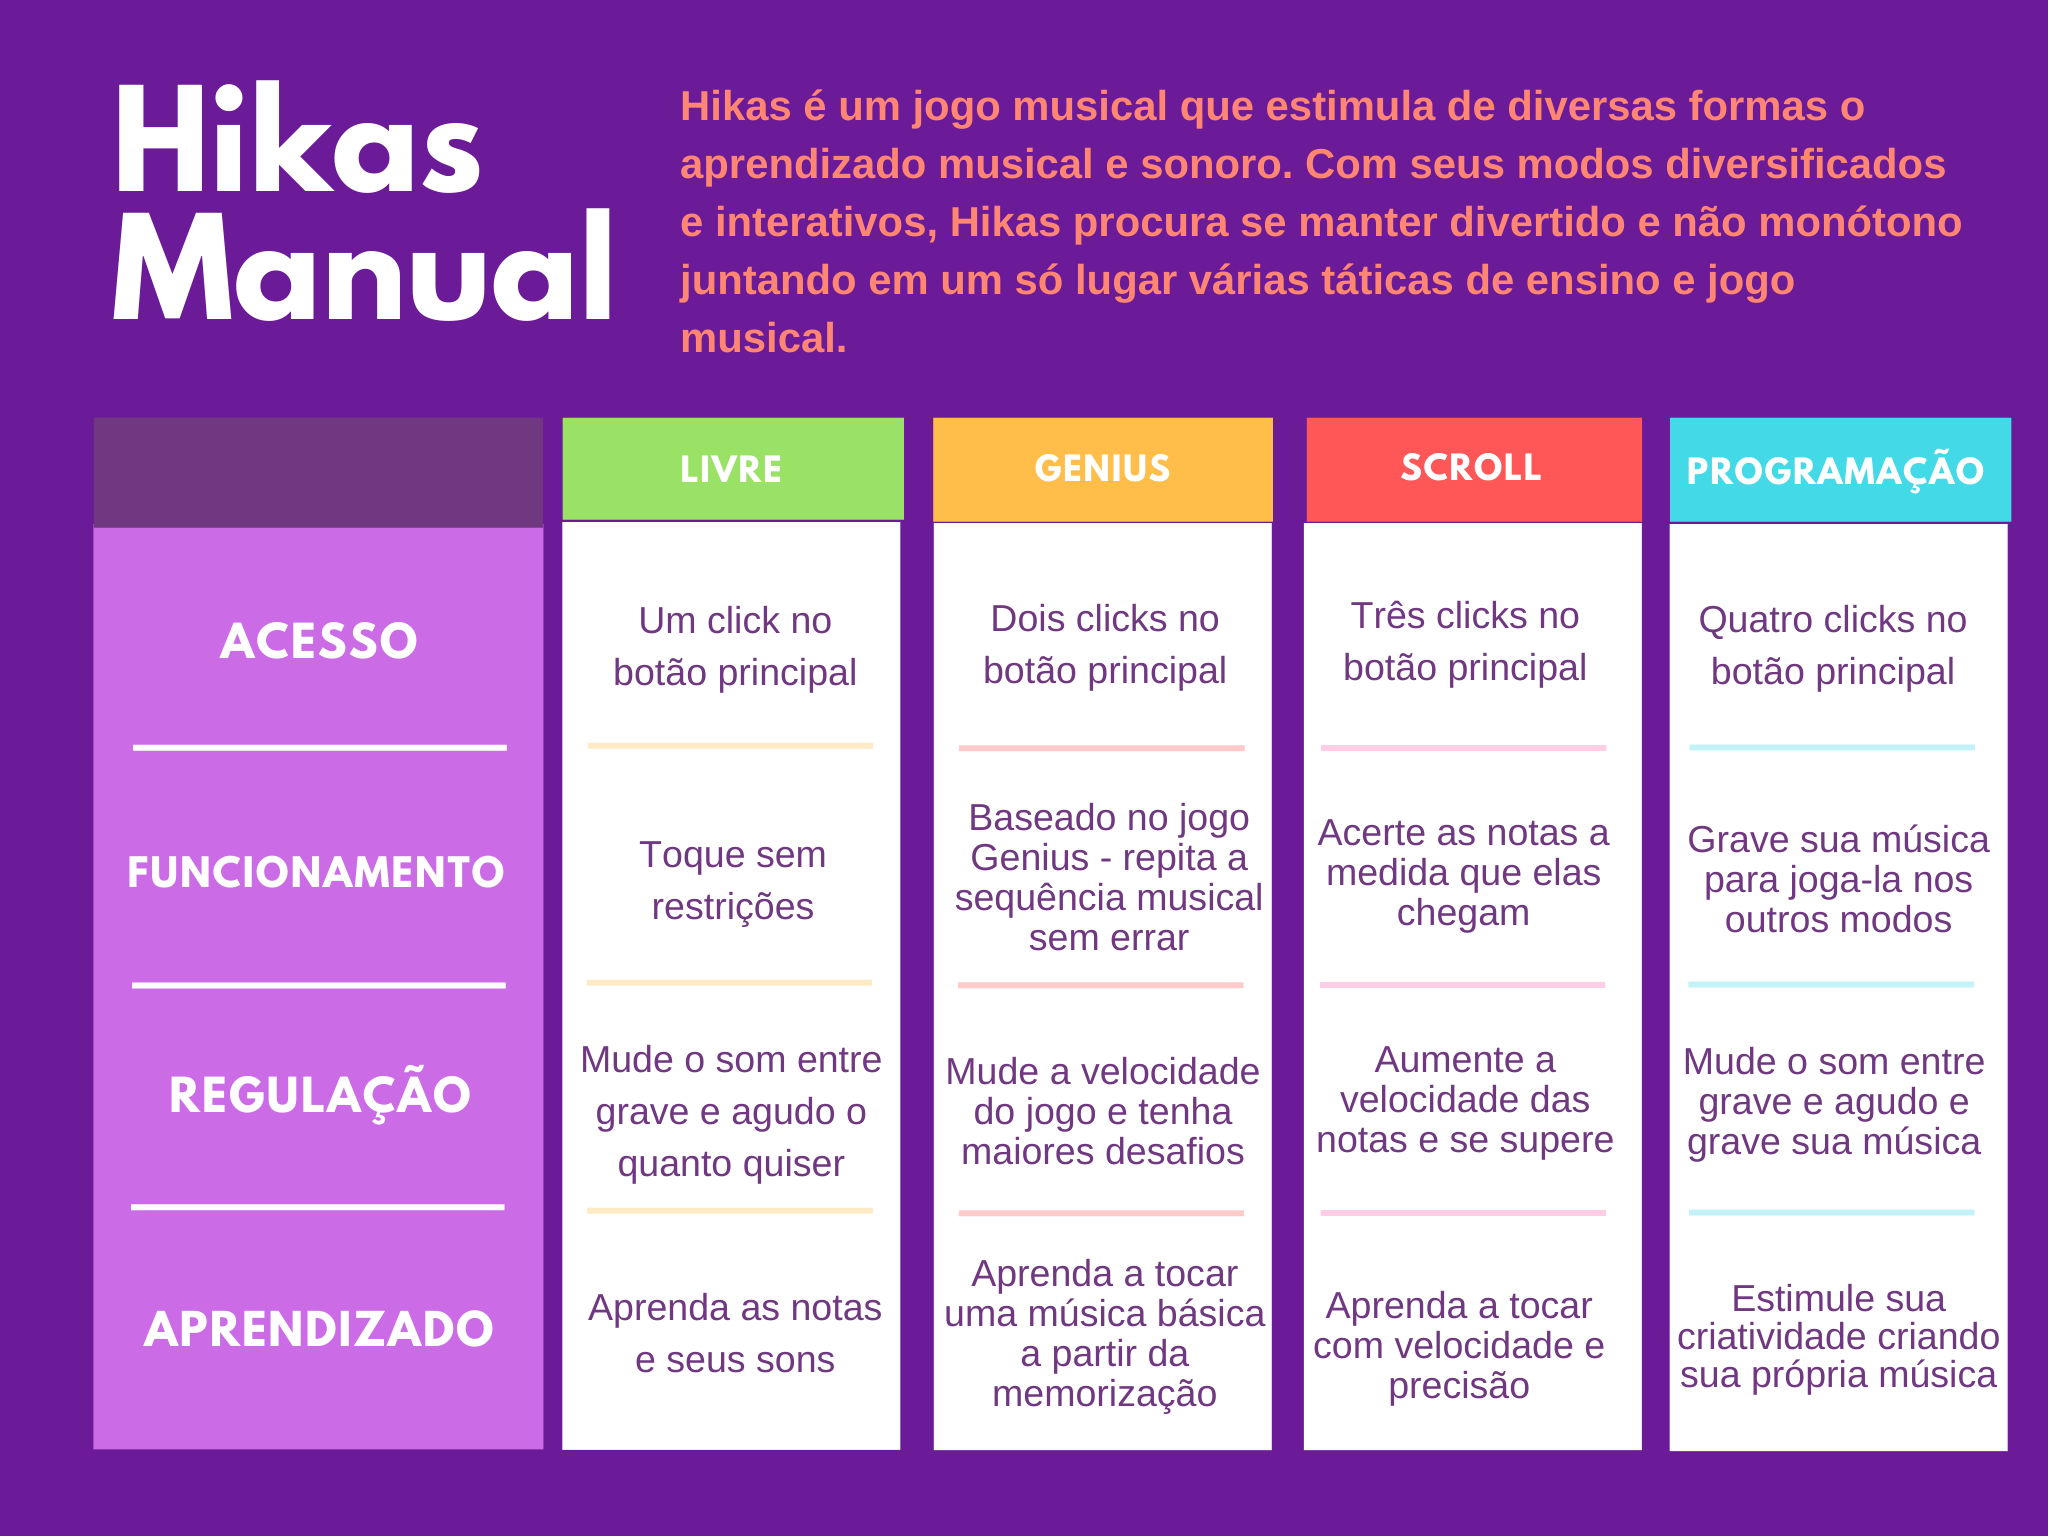 Hikas
Manual
Hikas é um jogo musical que estimula de diversas formas o
aprendizado musical e sonoro. Com seus modos diversificados
e interativos, Hikas procura se manter divertido e não monótono
juntando em um só lugar várias táticas de ensino e jogo
musical.
LIVRE
GENIUS
SCROLL
PROGRAMAÇÃO
ACESSO
Um click no
botão principal
Dois clicks no
botão principal
Três clicks no
botão principal
Quatro clicks no
botão principal
FUNCIONAMENTO
Toque sem
restrições
Baseado no jogo
Genius - repita a
sequência musical
sem errar
Acerte as notas a
medida que elas
chegam
Grave sua música
para joga-la nos
outros modos
REGULAÇÃO
Mude o som entre
grave e agudo o
quanto quiser
Mude a velocidade
do jogo e tenha
maiores desafios
Aumente a
velocidade das
notas e se supere
Mude o som entre
grave e agudo e
grave sua música
APRENDIZADO
Aprenda as notas
e seus sons
Aprenda a tocar
uma música básica
a partir da
memorização
Aprenda a tocar
com velocidade e
precisão
Estimule sua
criatividade criando
sua própria música